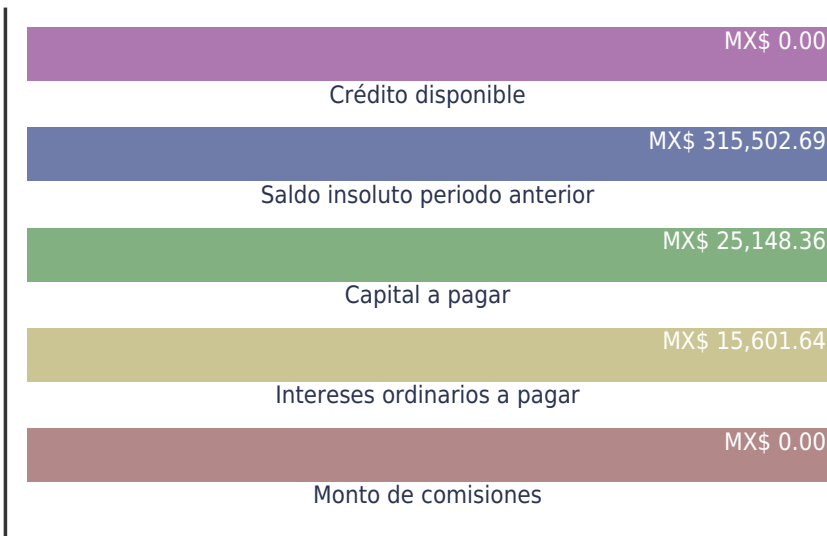 MX$ 0.00
Crédito disponible
MX$ 315,502.69
Saldo insoluto periodo anterior
MX$ 25,148.36
Capital a pagar
MX$ 15,601.64
Intereses ordinarios a pagar
MX$ 0.00
Monto de comisiones